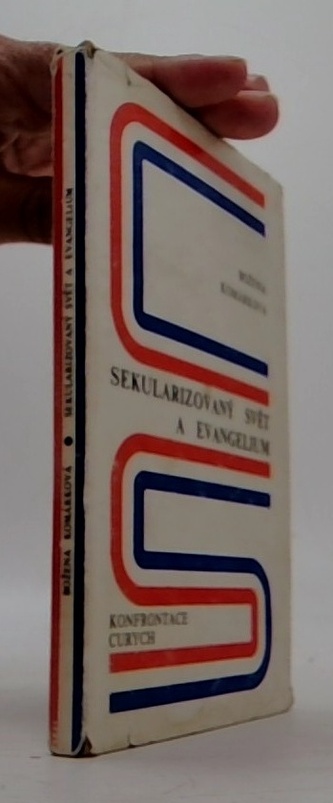 BOŽENA KOMÁRKOVÁ ● SEKULARIZOVANÝ SVĚT A EVANGELIUM
BOŽENA
KOMÁRKOVÁ
SEKULARIZOVANÝ SVĚT
A EVANGELIUM
KONFRONTACE
CURYCH